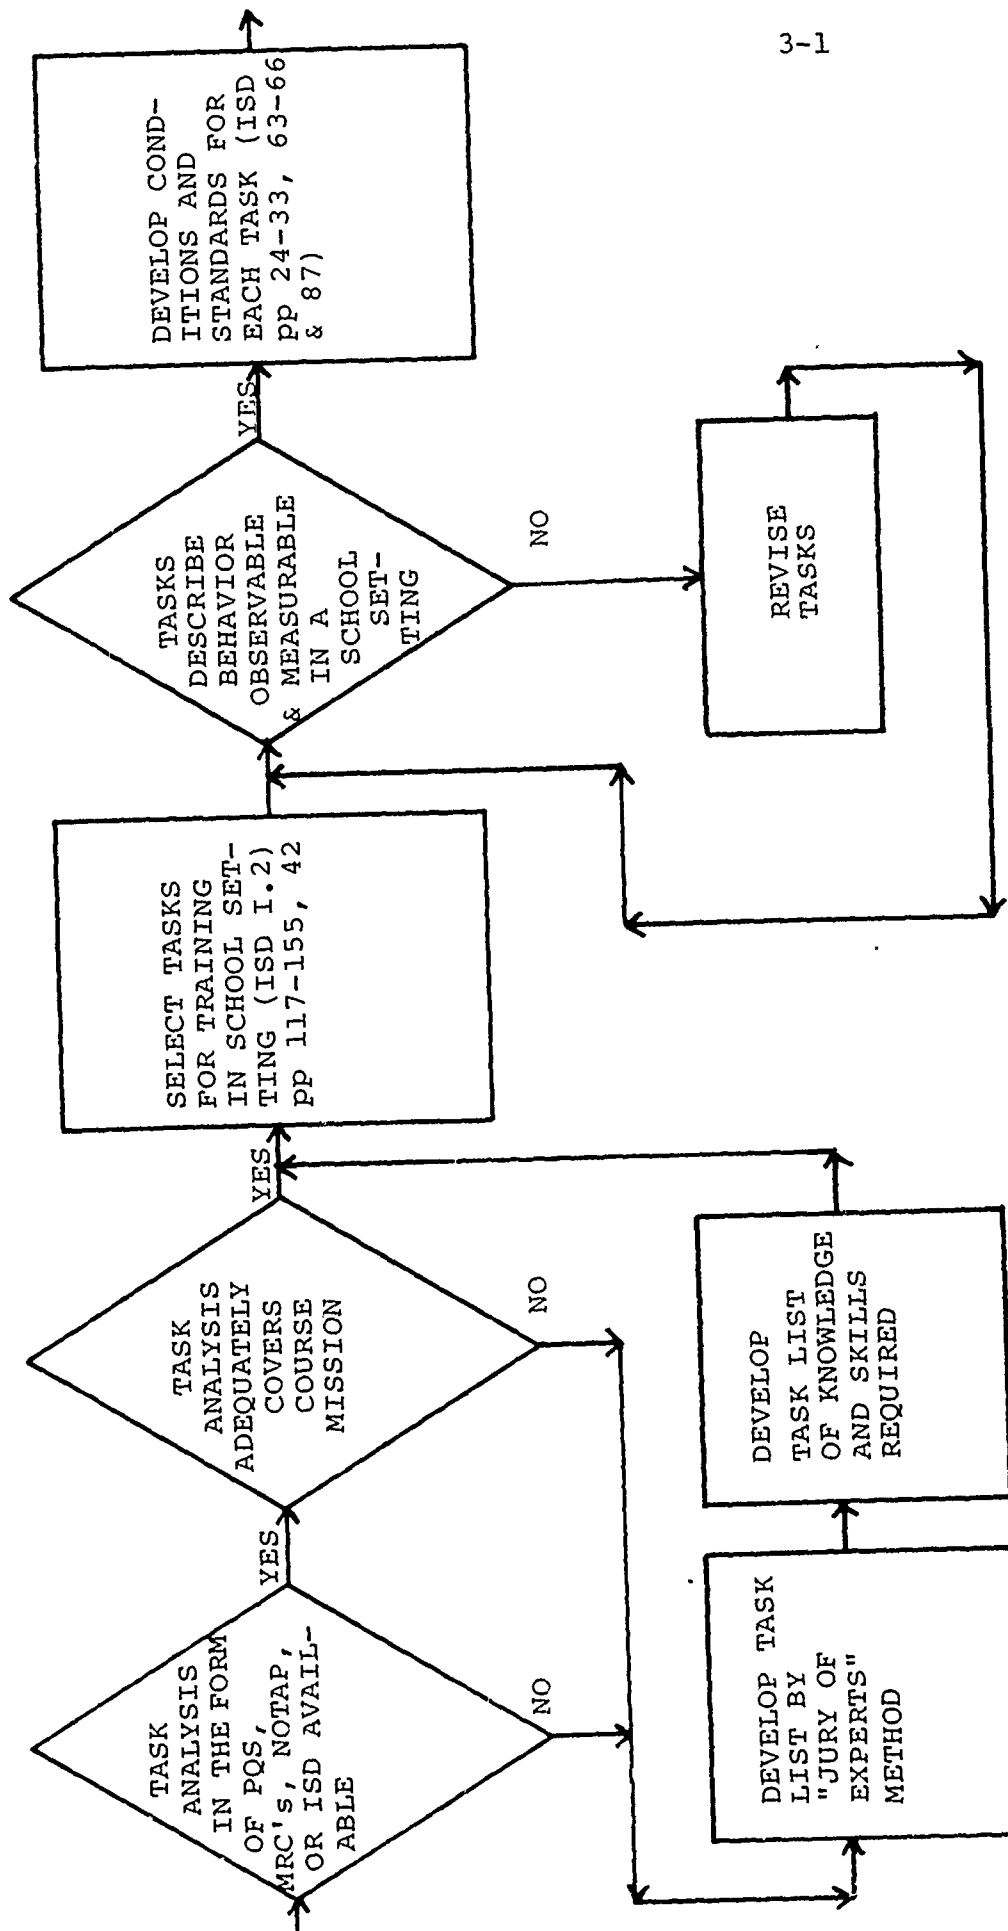 3-1
TASK
ANALYSIS
IN THE FORM
OF PQS,
MRC's, NOTAP,
OR ISD AVAIL-
ABLE
YES
NO
TASK
ANALYSIS
ADEQUATELY
COVERS
COURSE
MISSION
YES
NO
DEVELOP TASK
LIST BY
"JURY OF
EXPERTS"
METHOD
DEVELOP
TASK LIST
OF KNOWLEDGE
AND SKILLS
REQUIRED
SELECT TASKS
FOR TRAINING
IN SCHOOL SET-
TING (ISD I.2)
pp 117-155, 42
TASKS
DESCRIBE
BEHAVIOR
OBSERVABLE
& MEASURABLE
IN A
SCHOOL
SET-
TING
YES
NO
REVISE
TASKS
DEVELOP COND-
ITIONS AND
STANDARDS FOR
EACH TASK (ISD
pp 24-33, 63-66
& 87)